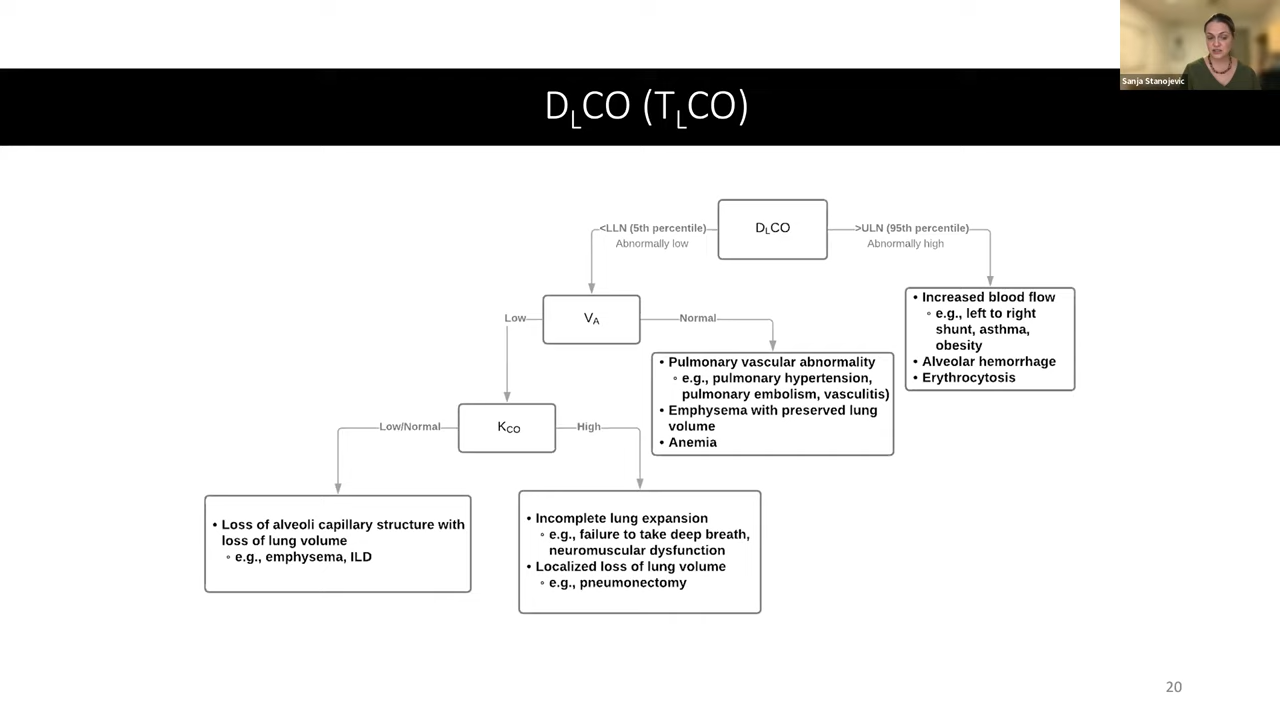 Sanja Stanojevic
DLCO (TLCO)
<LLN (5th percentile)
Abnormally low
DLCO
>ULN (95th percentile)
Abnormally high
• Increased blood flow
◦ e.g., left to right
shunt, asthma,
obesity
• Alveolar hemorrhage
• Erythrocytosis
Low
VA
Normal
• Pulmonary vascular abnormality
◦ e.g., pulmonary hypertension,
pulmonary embolism, vasculitis)
• Emphysema with preserved lung
volume
• Anemia
Low/Normal
KCO
High
• Loss of alveoli capillary structure with
loss of lung volume
◦ e.g., emphysema, ILD
• Incomplete lung expansion
◦ e.g., failure to take deep breath,
neuromuscular dysfunction
• Localized loss of lung volume
◦ e.g., pneumonectomy
20